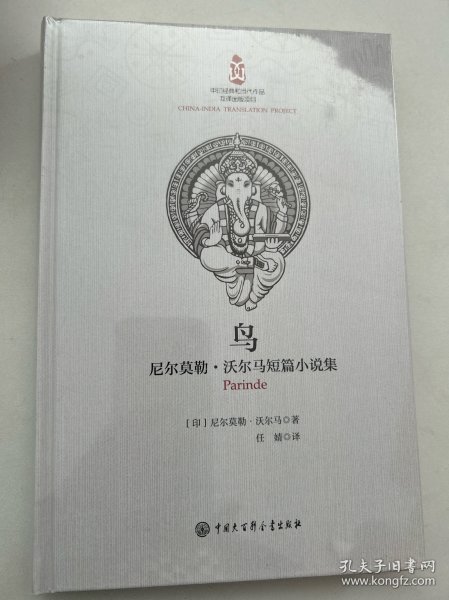 中印经典和当代作品
互译出版项目
CHINA-INDIA TRANSLATION PROJECT
鸟
尼尔莫勒·沃尔马短篇小说集
Parinde
[印]尼尔莫勒·沃尔马◎著
任婧◎译
中国大百科全书出版社
孔夫子旧书网
www.kongfz.com